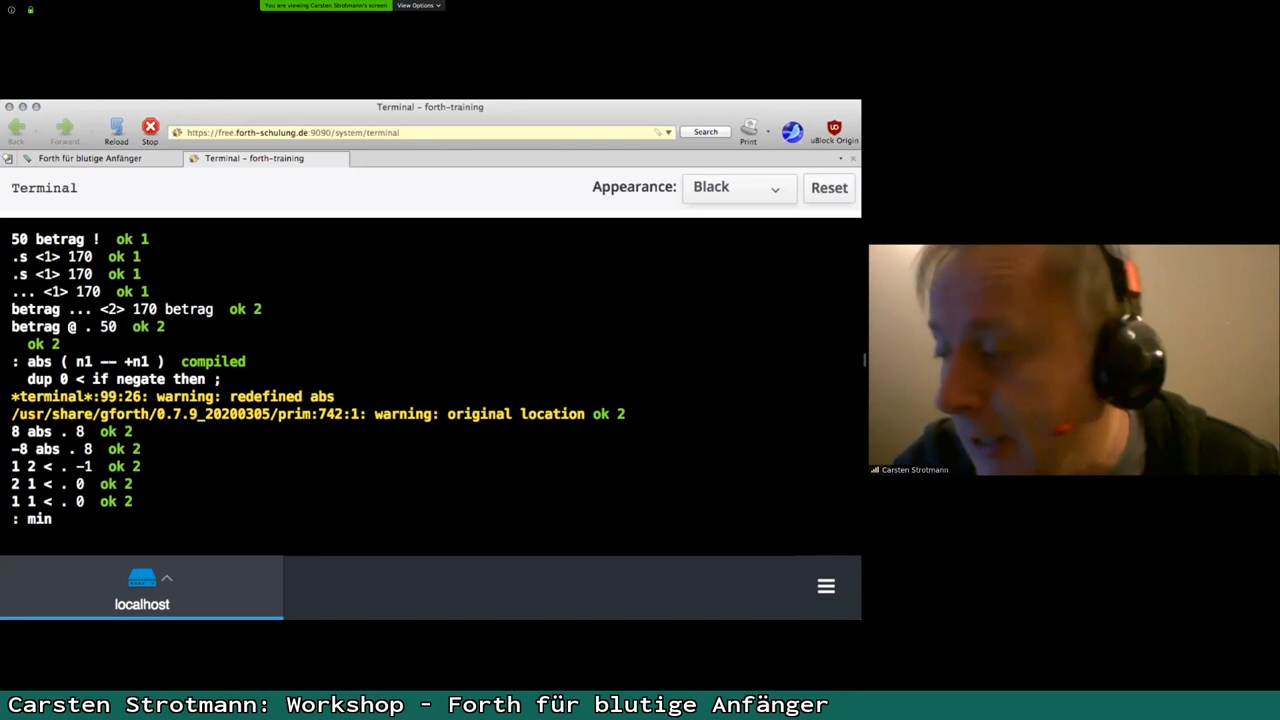 You are viewing Carsten Strotmann's screen View Options
Terminal - forth-training
Back Forward Reload Stop https://free.forth-schulung.de:9090/system/terminal Search Print uBlock Origin
Forth für blutige Anfänger Terminal - forth-training
Terminal Appearance: Black Reset
50 betrag ! ok 1
.s <1> 170 ok 1
.s <1> 170 ok 1
... <1> 170 ok 1
betrag ... <2> 170 betrag ok 2
betrag @ . 50 ok 2
ok 2
: abs ( n1 -- +n1 ) compiled
dup 0 < if negate then ;
*terminal*:99:26: warning: redefined abs
/usr/share/gforth/0.7.9_20200305/prim:742:1: warning: original location ok 2
8 abs . 8 ok 2
-8 abs . 8 ok 2
1 2 < . -1 ok 2
2 1 < . 0 ok 2
1 1 < . 0 ok 2
: min
Carsten Strotmann
localhost
Carsten Strotmann: Workshop - Forth für blutige Anfänger